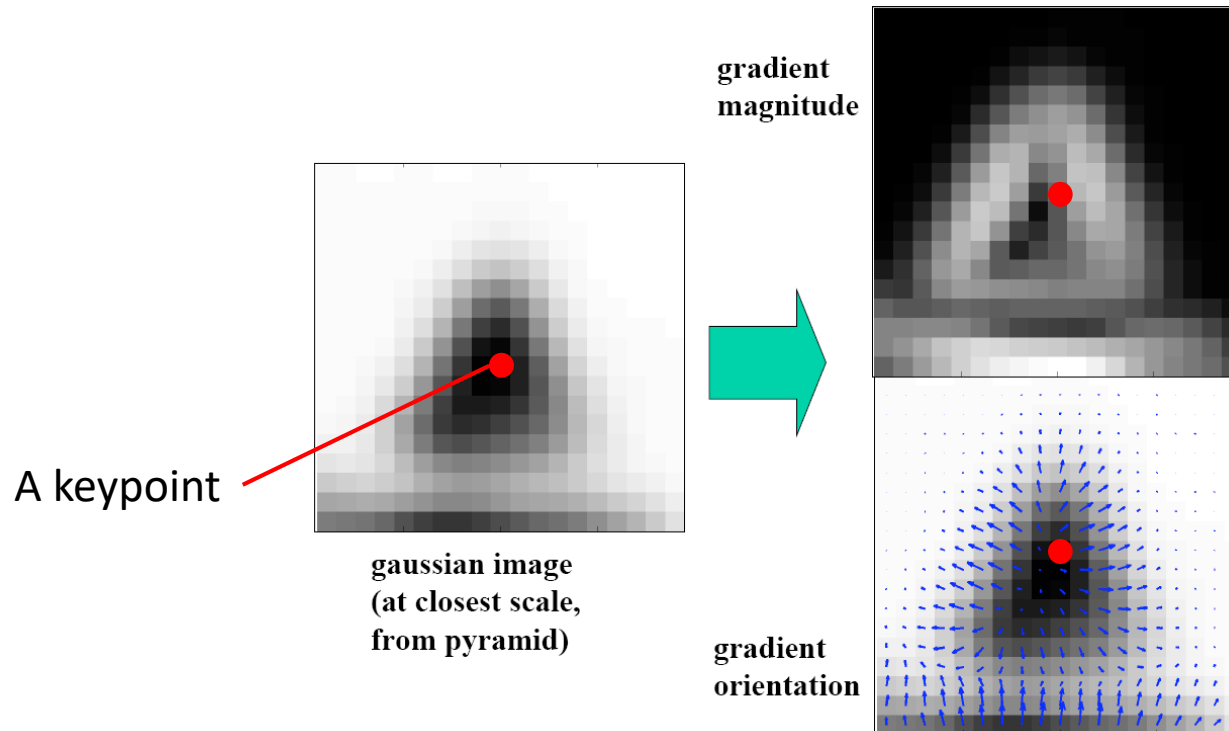 gradient
magnitude
A keypoint
gaussian image
(at closest scale,
from pyramid)
gradient
orientation